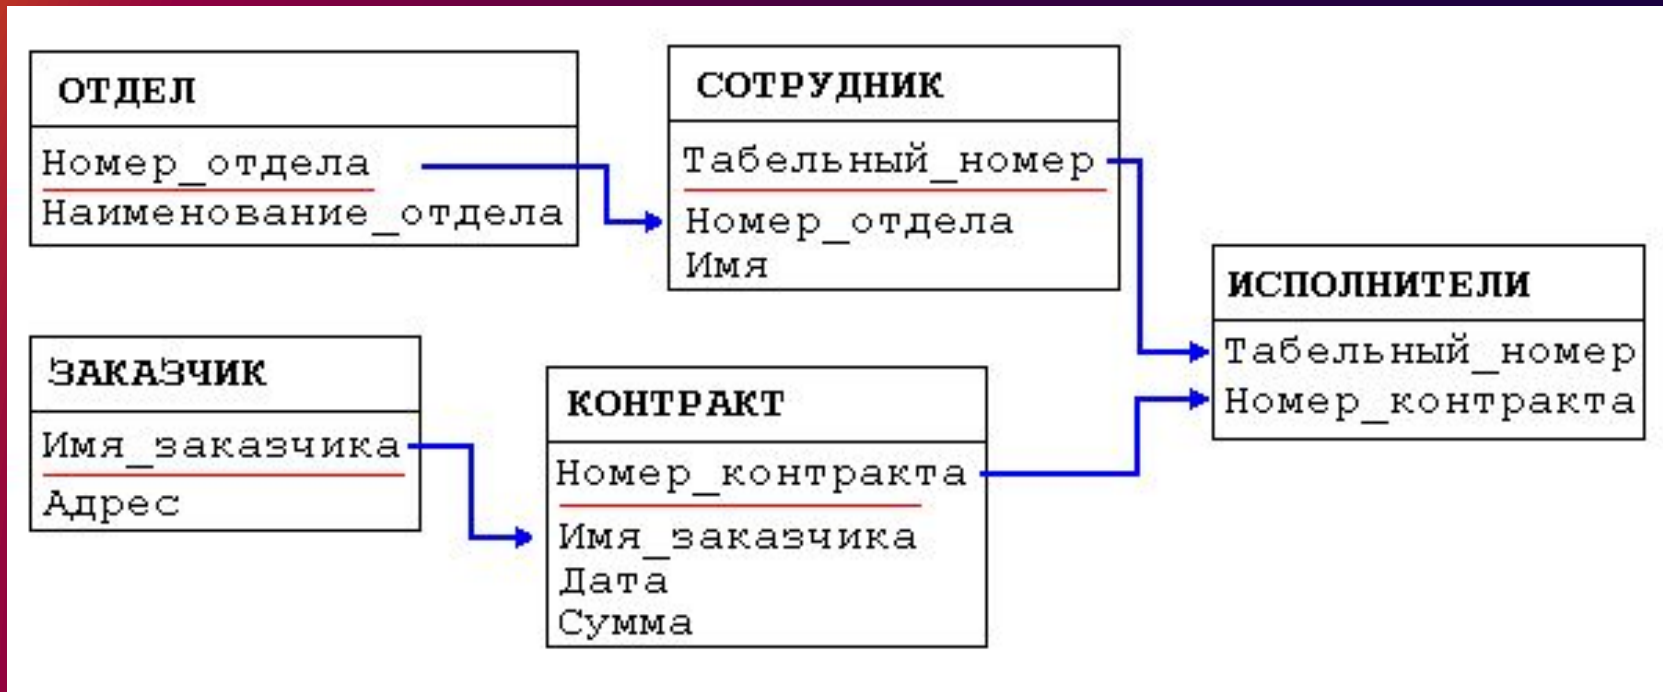 ОТДЕЛ
Номер_отдела
Наименование_отдела
СОТРУДНИК
Табельный_номер
Номер_отдела
Имя
ЗАКАЗЧИК
Имя_заказчика
Адрес
КОНТРАКТ
Номер_контракта
Имя_заказчика
Дата
Сумма
ИСПОЛНИТЕЛИ
Табельный_номер
Номер_контракта